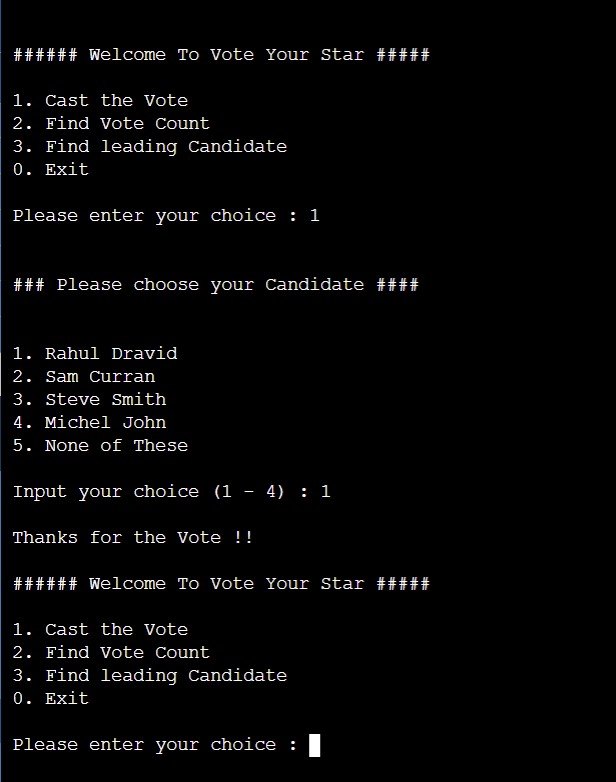 ###### Welcome To Vote Your Star #####
1. Cast the Vote
2. Find Vote Count
3. Find leading Candidate
0. Exit
Please enter your choice : 1
### Please choose your Candidate ####
1. Rahul Dravid
2. Sam Curran
3. Steve Smith
4. Michel John
5. None of These
Input your choice (1 - 4) : 1
Thanks for the Vote !!
###### Welcome To Vote Your Star #####
1. Cast the Vote
2. Find Vote Count
3. Find leading Candidate
0. Exit
Please enter your choice :